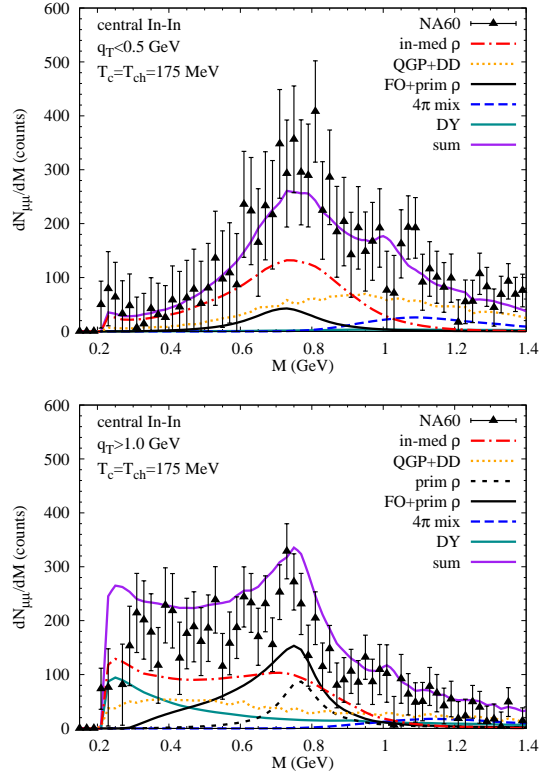 600
500
400
300
200
100
0
dN_μμ/dM (counts)
central In-In
q_T<0.5 GeV
T_c=T_ch=175 MeV
NA60
in-med ρ
QGP+DD
FO+prim ρ
4π mix
DY
sum
0.2 0.4 0.6 0.8 1 1.2 1.4
M (GeV)
600
500
400
300
200
100
0
dN_μμ/dM (counts)
central In-In
q_T>1.0 GeV
T_c=T_ch=175 MeV
NA60
in-med ρ
QGP+DD
prim ρ
FO+prim ρ
4π mix
DY
sum
0.2 0.4 0.6 0.8 1 1.2 1.4
M (GeV)